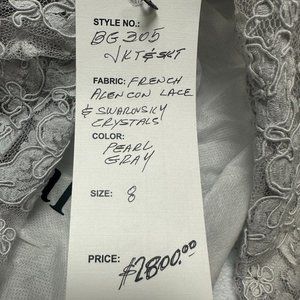 STYLE NO.:
BG 305
JKT & SKT
FABRIC: FRENCH
ALENCON LACE
& SWAROVSKY
CRYSTALS
COLOR:
PEARL
GRAY
SIZE: 8
PRICE: $2800.00